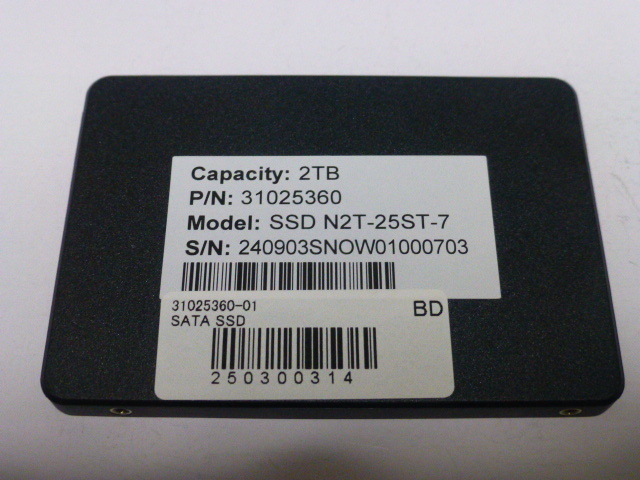 Capacity: 2TB
P/N: 31025360
Model: SSD N2T-25ST-7
S/N: 240903SNOW01000703
31025360-01
BD
SATA SSD
250300314